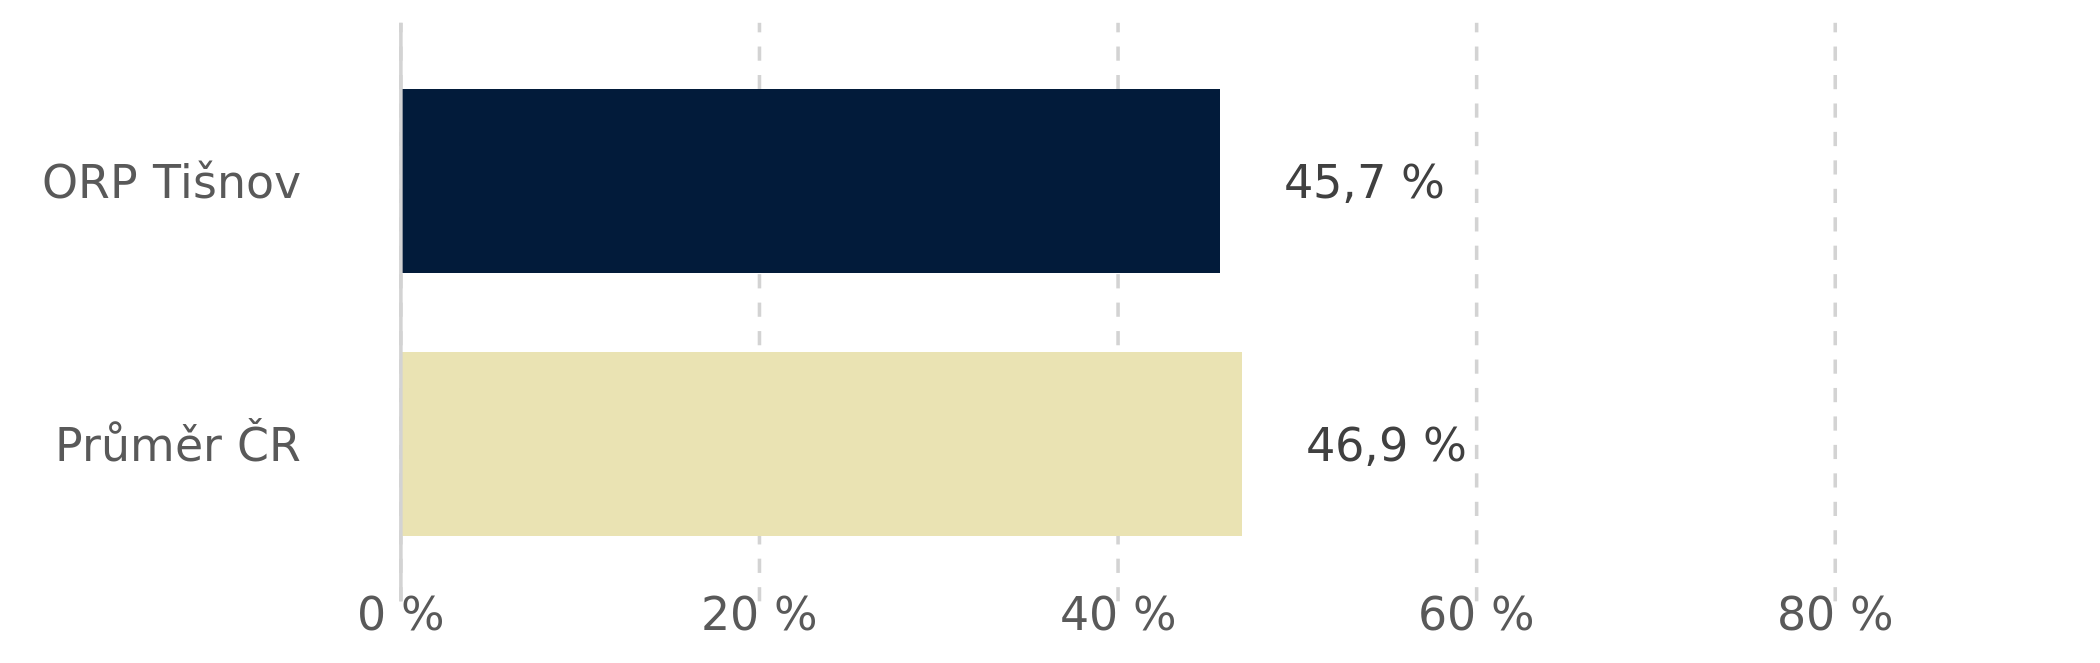 ORP Tišnov 45,7 %
Průměr ČR 46,9 %
0 % 20 % 40 % 60 % 80 %